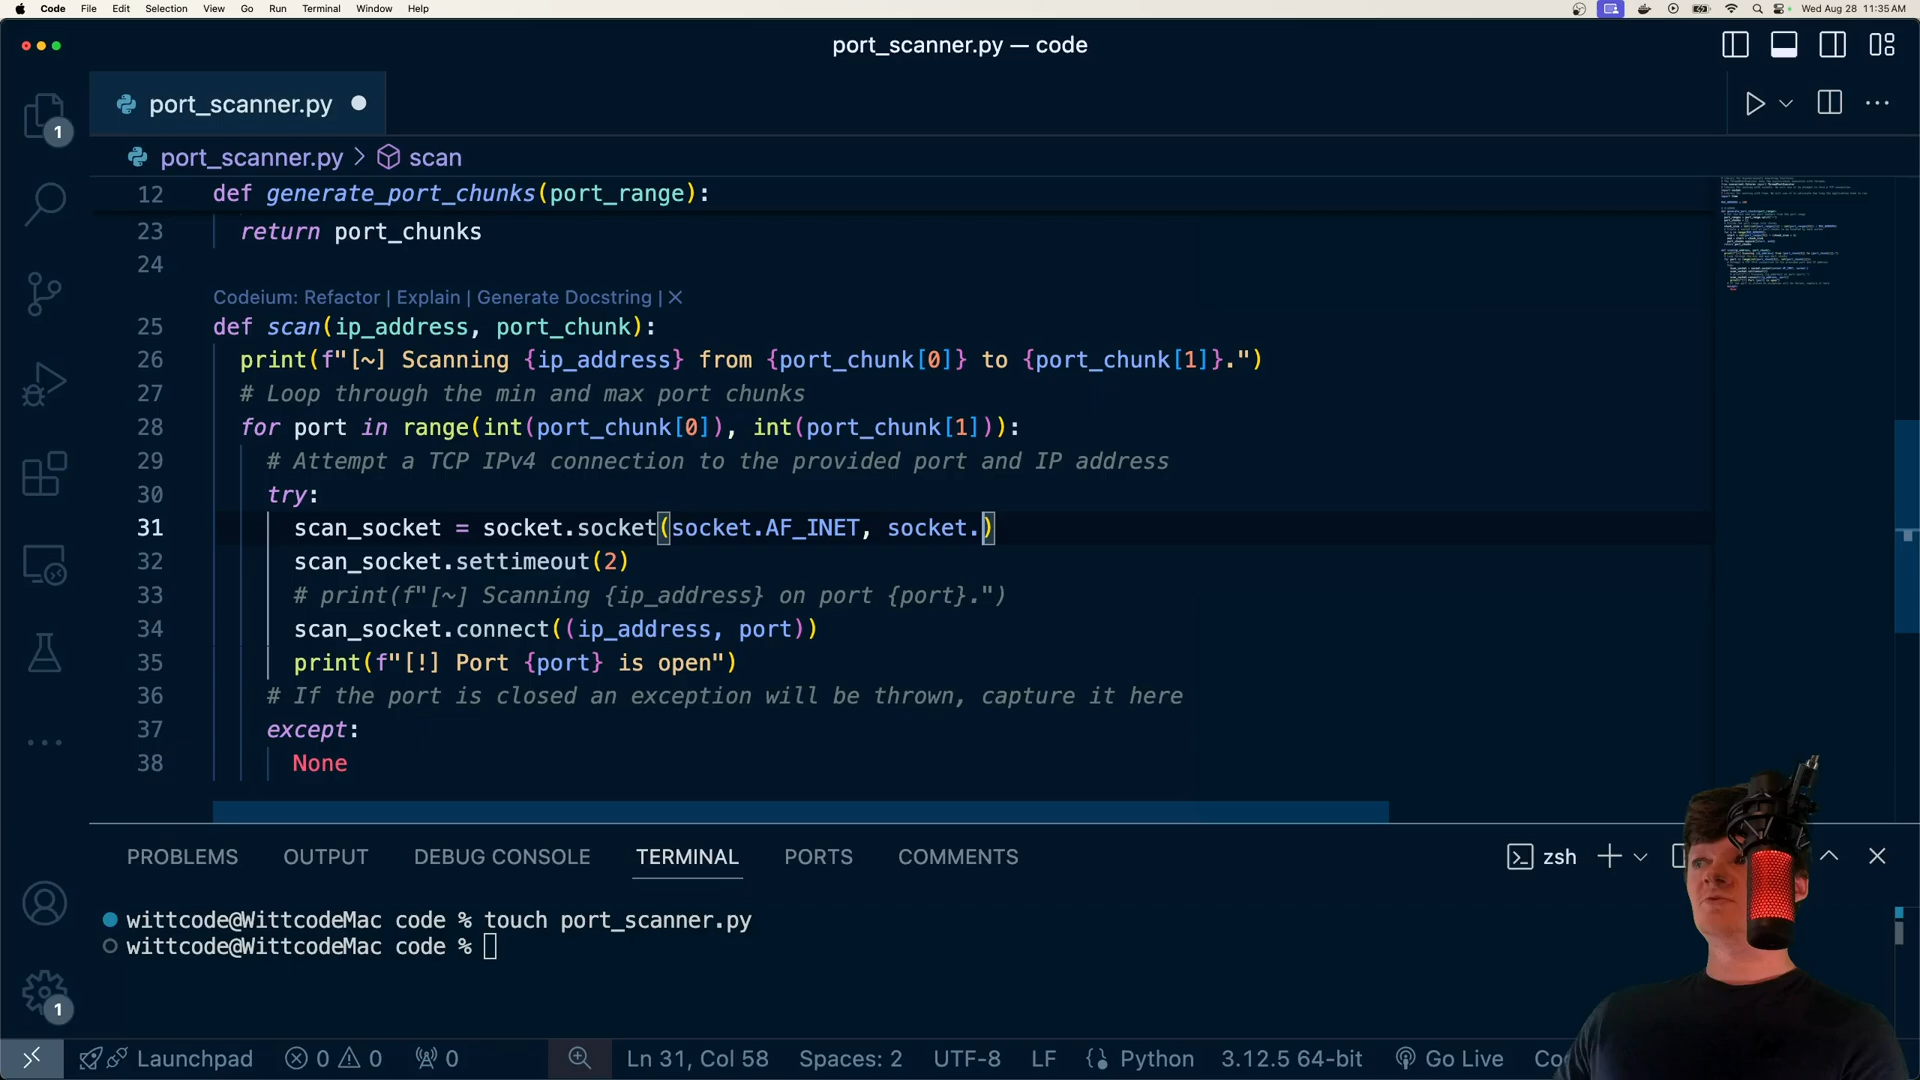 Code File Edit Selection View Go Run Terminal Window Help Wed Aug 28 11:35 AM
port_scanner.py — code
1
port_scanner.py
port_scanner.py > scan
12 def generate_port_chunks(port_range):
23 return port_chunks
24
Codeium: Refactor | Explain | Generate Docstring | ✕
25 def scan(ip_address, port_chunk):
26 print(f"[~] Scanning {ip_address} from {port_chunk[0]} to {port_chunk[1]}.")
27 # Loop through the min and max port chunks
28 for port in range(int(port_chunk[0]), int(port_chunk[1])):
29 # Attempt a TCP IPv4 connection to the provided port and IP address
30 try:
31 scan_socket = socket.socket(socket.AF_INET, socket.)
32 scan_socket.settimeout(2)
33 # print(f"[~] Scanning {ip_address} on port {port}.")
34 scan_socket.connect((ip_address, port))
35 print(f"[!] Port {port} is open")
36 # If the port is closed an exception will be thrown, capture it here
37 except:
38 None
PROBLEMS OUTPUT DEBUG CONSOLE TERMINAL PORTS COMMENTS zsh
wittcode@WittcodeMac code % touch port_scanner.py
wittcode@WittcodeMac code %
1
Launchpad 0 0 0 Ln 31, Col 58 Spaces: 2 UTF-8 LF Python 3.12.5 64-bit Go Live